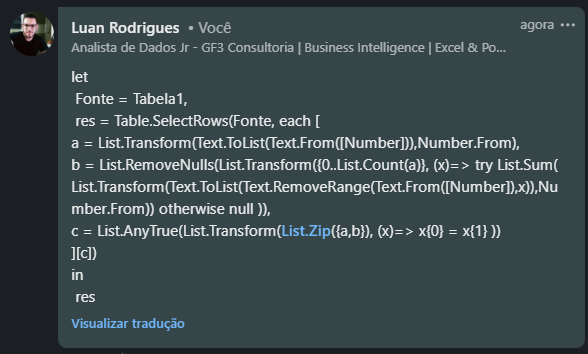 Luan Rodrigues • Você
agora •••
Analista de Dados Jr - GF3 Consultoria | Business Intelligence | Excel & Po...
let
Fonte = Tabela1,
res = Table.SelectRows(Fonte, each [
a = List.Transform(Text.ToList(Text.From([Number])),Number.From),
b = List.RemoveNulls(List.Transform({0..List.Count(a)}, (x)=> try List.Sum(
List.Transform(Text.ToList(Text.RemoveRange(Text.From([Number]),x)),Nu
mber.From)) otherwise null )),
c = List.AnyTrue(List.Transform(List.Zip({a,b}), (x)=> x{0} = x{1} ))
][c])
in
res
Visualizar tradução